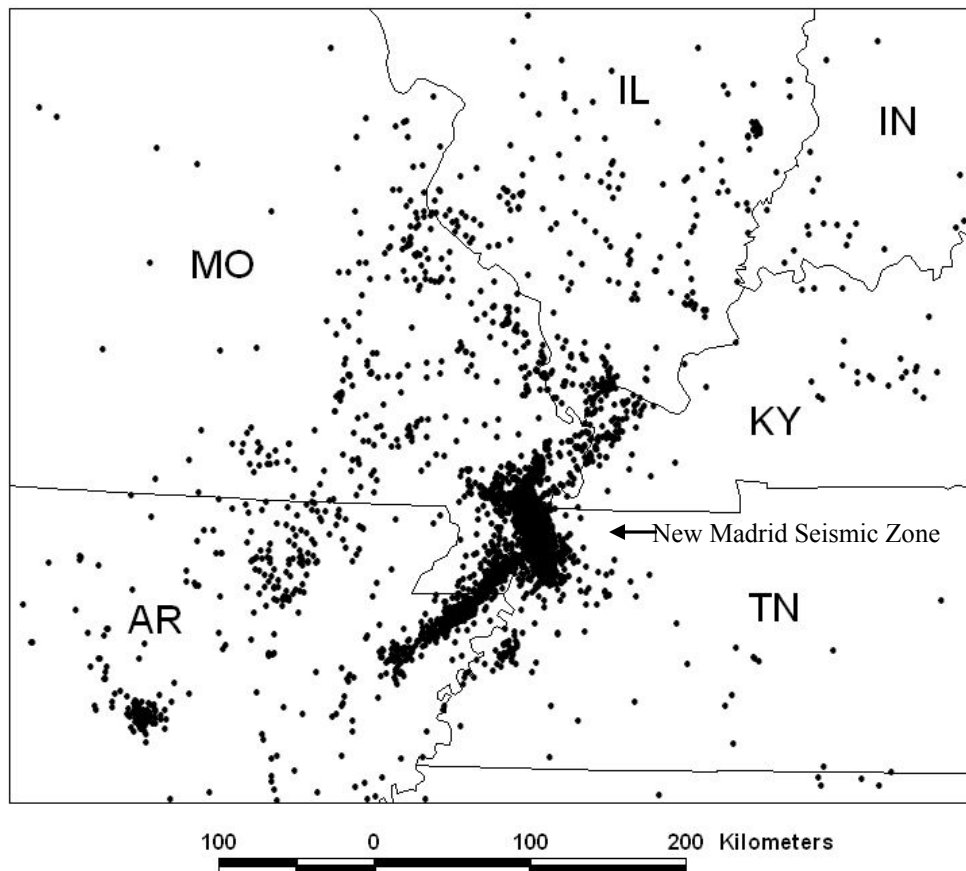 IL
IN
MO
KY
New Madrid Seismic Zone
AR
TN
100 0 100 200 Kilometers